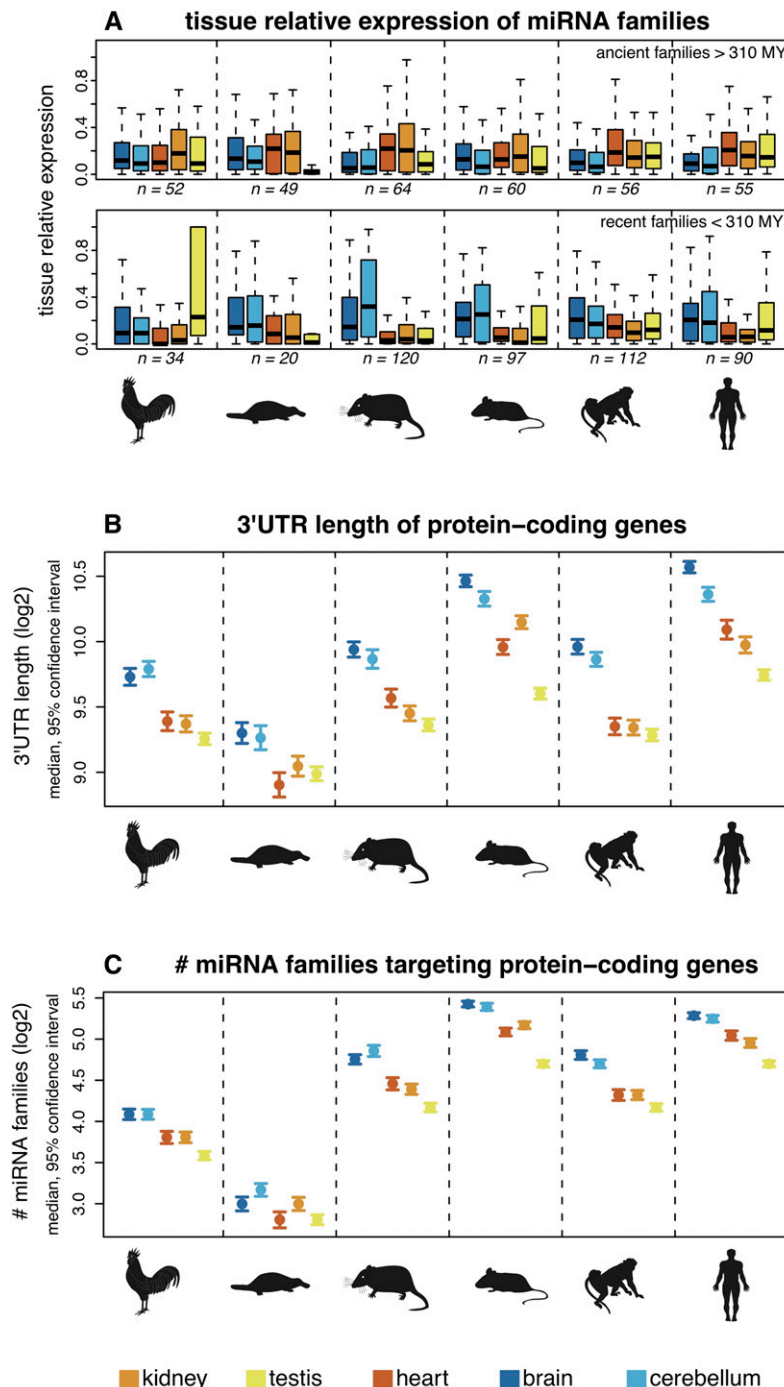 A tissue relative expression of miRNA families
ancient families > 310 MY
tissue relative expression
0.0 0.4 0.8
n = 52 n = 49 n = 64 n = 60 n = 56 n = 55
recent families < 310 MY
tissue relative expression
0.0 0.4 0.8
n = 34 n = 20 n = 120 n = 97 n = 112 n = 90
B 3'UTR length of protein−coding genes
3'UTR length (log2)
median, 95% confidence interval
9.0 9.5 10.0 10.5
C # miRNA families targeting protein−coding genes
# miRNA families (log2)
median, 95% confidence interval
3.0 3.5 4.0 4.5 5.0 5.5
kidney testis heart brain cerebellum